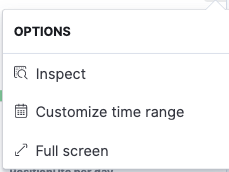 OPTIONS
Inspect
Customize time range
Full screen